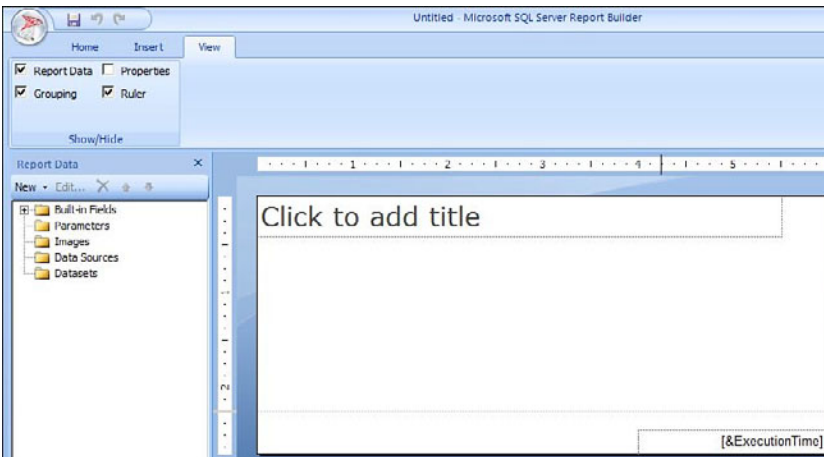 Untitled - Microsoft SQL Server Report Builder
Home Insert View
Report Data Properties
Grouping Ruler
Show/Hide
Report Data
New Edit...
1 2 3 4 5
Built-in Fields
Parameters
Images
Data Sources
Datasets
Click to add title
1
2
[&ExecutionTime]